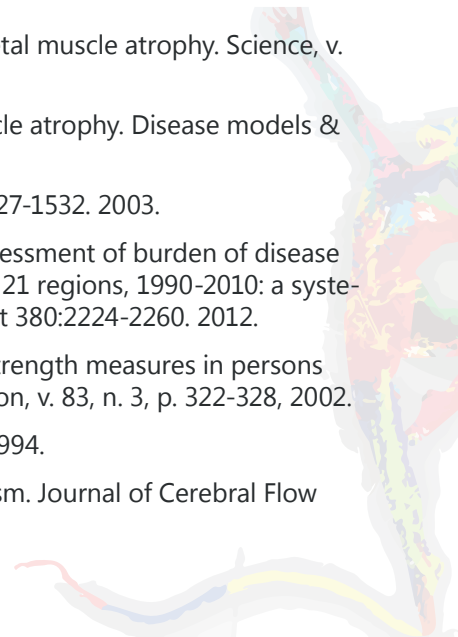 etal muscle atrophy. Science, v.
cle atrophy. Disease models &
27-1532. 2003.
essment of burden of disease
21 regions, 1990-2010: a syste-
t 380:2224-2260. 2012.
trength measures in persons
on, v. 83, n. 3, p. 322-328, 2002.
994.
sm. Journal of Cerebral Flow